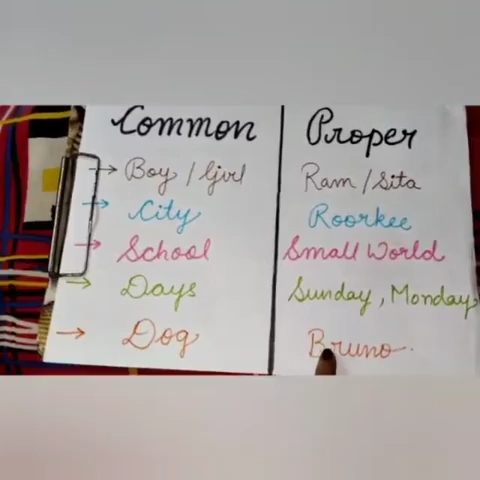 Common Proper
→ Boy / Girl Ram / Sita
→ City Roorkee
→ School Small World
→ Days Sunday, Monday
→ Dog Bruno.